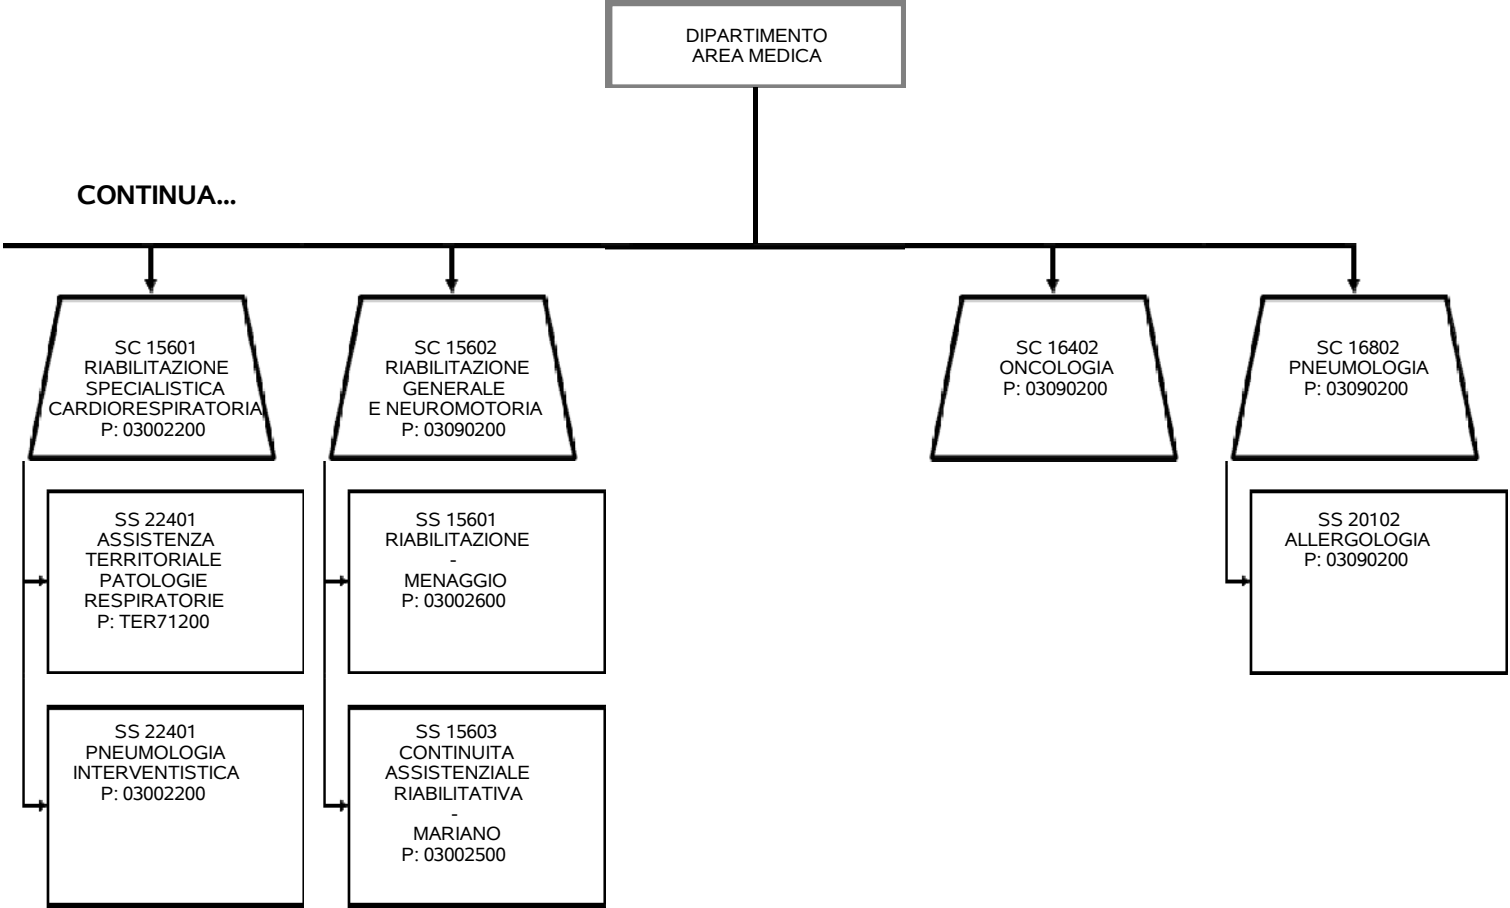 DIPARTIMENTO
AREA MEDICA
CONTINUA...
SC 15601
RIABILITAZIONE
SPECIALISTICA
CARDIORESPIRATORIA
P: 03002200
SC 15602
RIABILITAZIONE
GENERALE
E NEUROMOTORIA
P: 03090200
SC 16402
ONCOLOGIA
P: 03090200
SC 16802
PNEUMOLOGIA
P: 03090200
SS 22401
ASSISTENZA
TERRITORIALE
PATOLOGIE
RESPIRATORIE
P: TER71200
SS 15601
RIABILITAZIONE
-
MENAGGIO
P: 03002600
SS 20102
ALLERGOLOGIA
P: 03090200
SS 22401
PNEUMOLOGIA
INTERVENTISTICA
P: 03002200
SS 15603
CONTINUITA
ASSISTENZIALE
RIABILITATIVA
-
MARIANO
P: 03002500